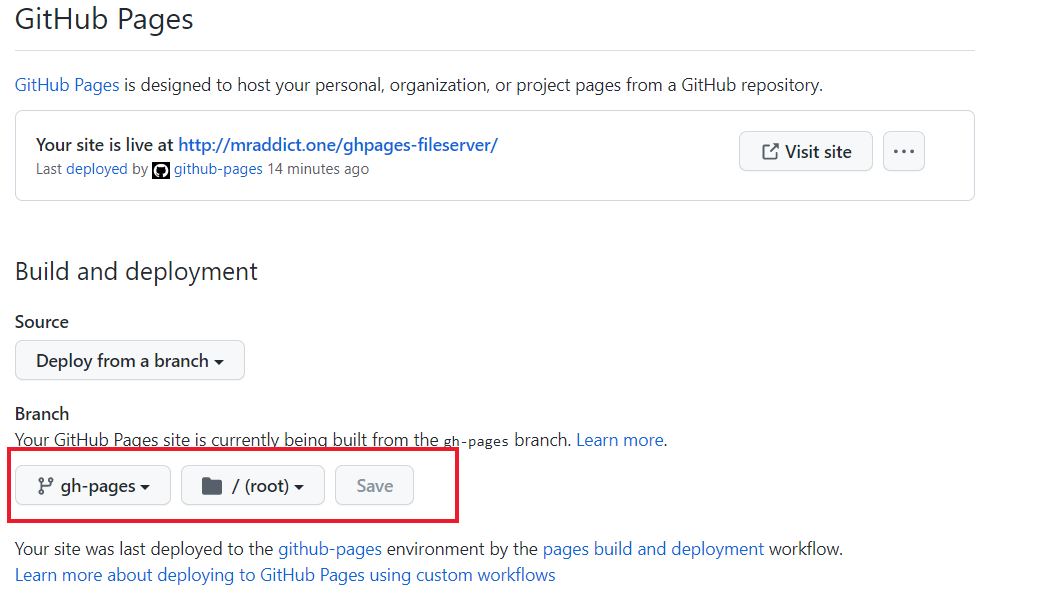 GitHub Pages
GitHub Pages is designed to host your personal, organization, or project pages from a GitHub repository.
Your site is live at http://mraddict.one/ghpages-fileserver/
Last deployed by github-pages 14 minutes ago
Visit site
Build and deployment
Source
Deploy from a branch
Branch
Your GitHub Pages site is currently being built from the gh-pages branch. Learn more.
gh-pages / (root) Save
Your site was last deployed to the github-pages environment by the pages build and deployment workflow.
Learn more about deploying to GitHub Pages using custom workflows